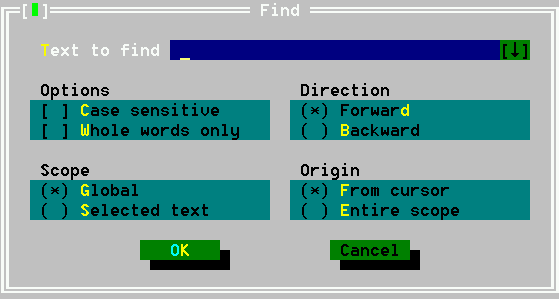 [■] Find
Text to find [↓]
Options
[ ] Case sensitive
[ ] Whole words only
Direction
(*) Forward
( ) Backward
Scope
(*) Global
( ) Selected text
Origin
(*) From cursor
( ) Entire scope
OK
Cancel